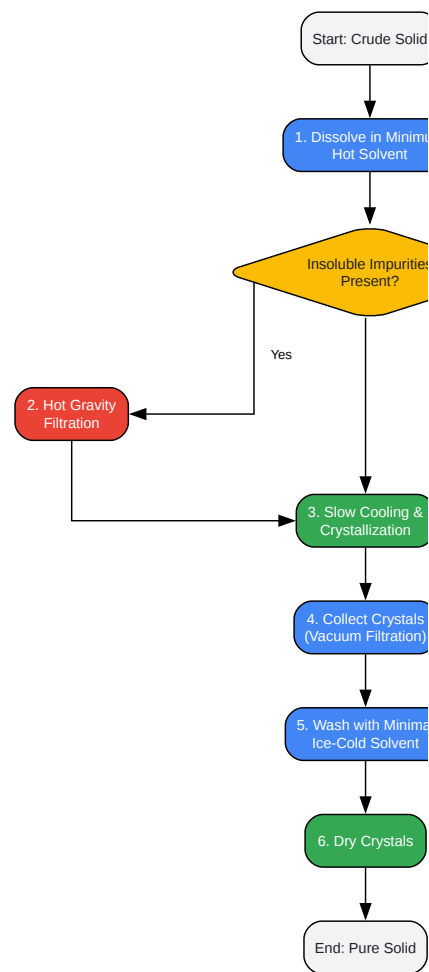 Start: Crude Solid
1. Dissolve in Minimu
Hot Solvent
Insoluble Impurities
Present?
Yes
2. Hot Gravity
Filtration
3. Slow Cooling &
Crystallization
4. Collect Crystals
(Vacuum Filtration)
5. Wash with Minima
Ice-Cold Solvent
6. Dry Crystals
End: Pure Solid